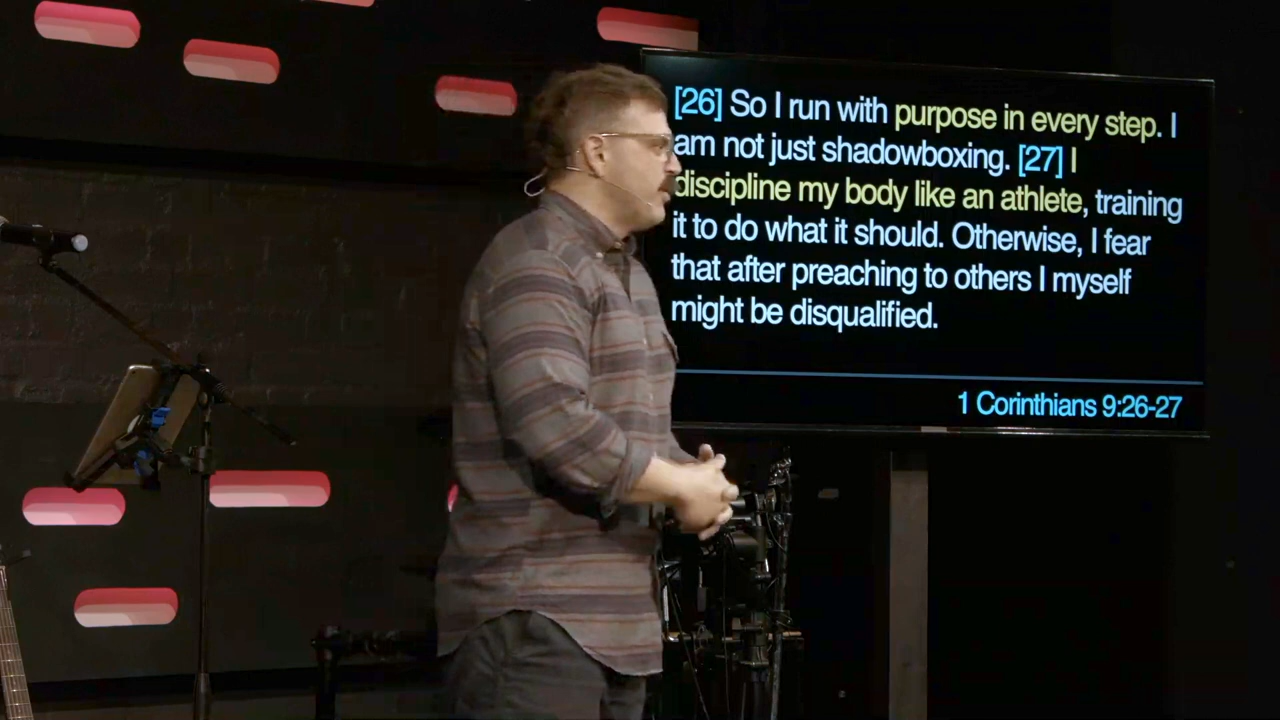 [26] So I run with purpose in every step. I
am not just shadowboxing. [27] I
discipline my body like an athlete, training
it to do what it should. Otherwise, I fear
that after preaching to others I myself
might be disqualified.
1 Corinthians 9:26-27